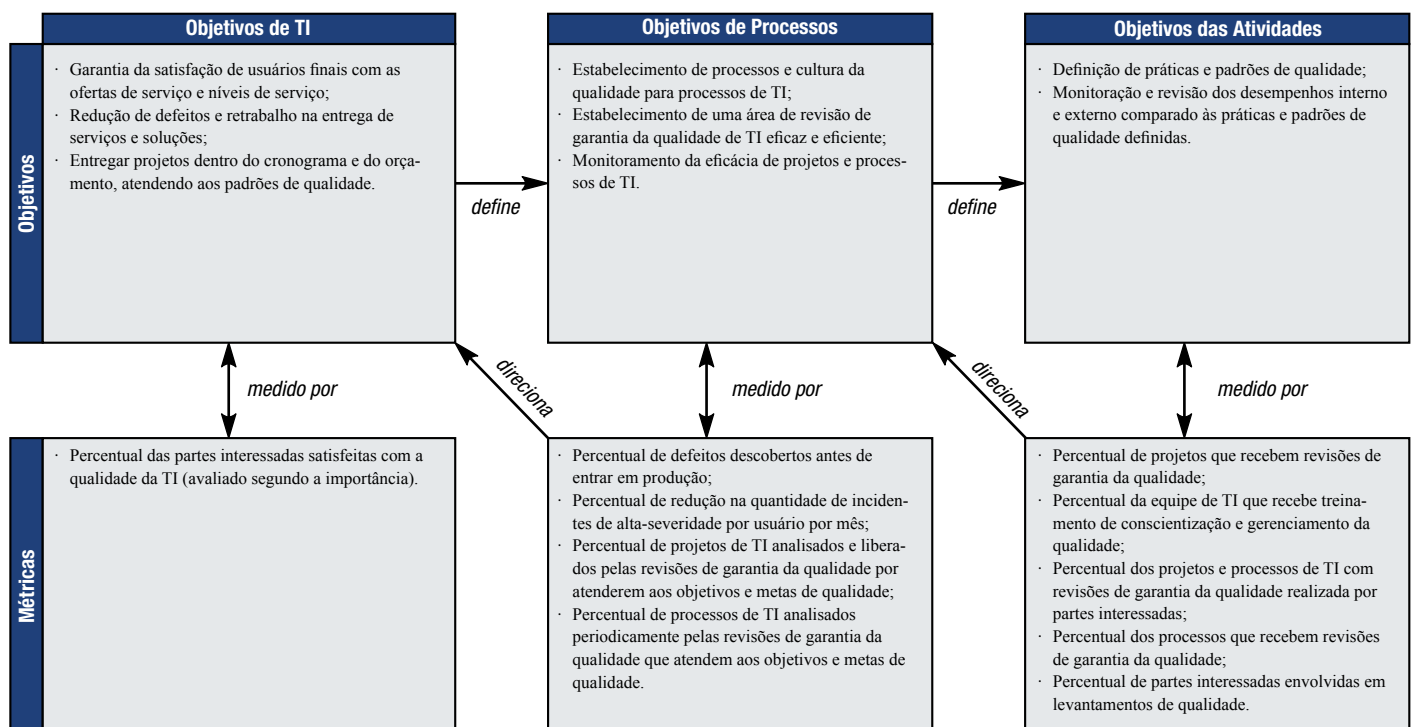 Objetivos de TI
Objetivos de Processos
Objetivos das Atividades
Objetivos
· Garantia da satisfação de usuários finais com as
ofertas de serviço e níveis de serviço;
· Redução de defeitos e retrabalho na entrega de
serviços e soluções;
· Entregar projetos dentro do cronograma e do orça-
mento, atendendo aos padrões de qualidade.
define
· Estabelecimento de processos e cultura da
qualidade para processos de TI;
· Estabelecimento de uma área de revisão de
garantia da qualidade de TI eficaz e eficiente;
· Monitoramento da eficácia de projetos e proces-
sos de TI.
define
· Definição de práticas e padrões de qualidade;
· Monitoração e revisão dos desempenhos interno
e externo comparado às práticas e padrões de
qualidade definidas.
medido por
direciona
medido por
direciona
medido por
Métricas
· Percentual das partes interessadas satisfeitas com a
qualidade da TI (avaliado segundo a importância).
· Percentual de defeitos descobertos antes de
entrar em produção;
· Percentual de redução na quantidade de inciden-
tes de alta-severidade por usuário por mês;
· Percentual de projetos de TI analisados e libera-
dos pelas revisões de garantia da qualidade por
atenderem aos objetivos e metas de qualidade;
· Percentual de processos de TI analisados
periodicamente pelas revisões de garantia da
qualidade que atendem aos objetivos e metas de
qualidade.
· Percentual de projetos que recebem revisões de
garantia da qualidade;
· Percentual da equipe de TI que recebe treina-
mento de conscientização e gerenciamento da
qualidade;
· Percentual dos projetos e processos de TI com
revisões de garantia da qualidade realizada por
partes interessadas;
· Percentual dos processos que recebem revisões
de garantia da qualidade;
· Percentual de partes interessadas envolvidas em
levantamentos de qualidade.